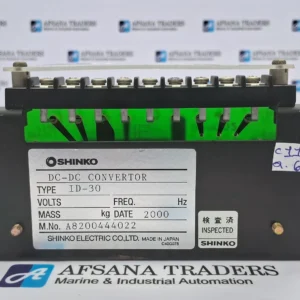 SHINKO
DC-DC CONVERTOR
TYPE ID-30
VOLTS FREQ. Hz
MASS kg DATE 2000
M.No. A8200444022
SHINKO ELECTRIC CO.,LTD. MADE IN JAPAN
検査済
INSPECTED
SHINKO
AFSANA TRADERS
Marine & Industrial Automation